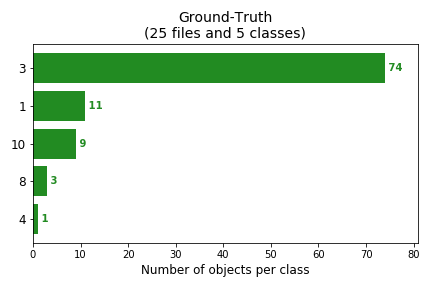 Ground-Truth
(25 files and 5 classes)
3 74
1 11
10 9
8 3
4 1
0 10 20 30 40 50 60 70 80
Number of objects per class